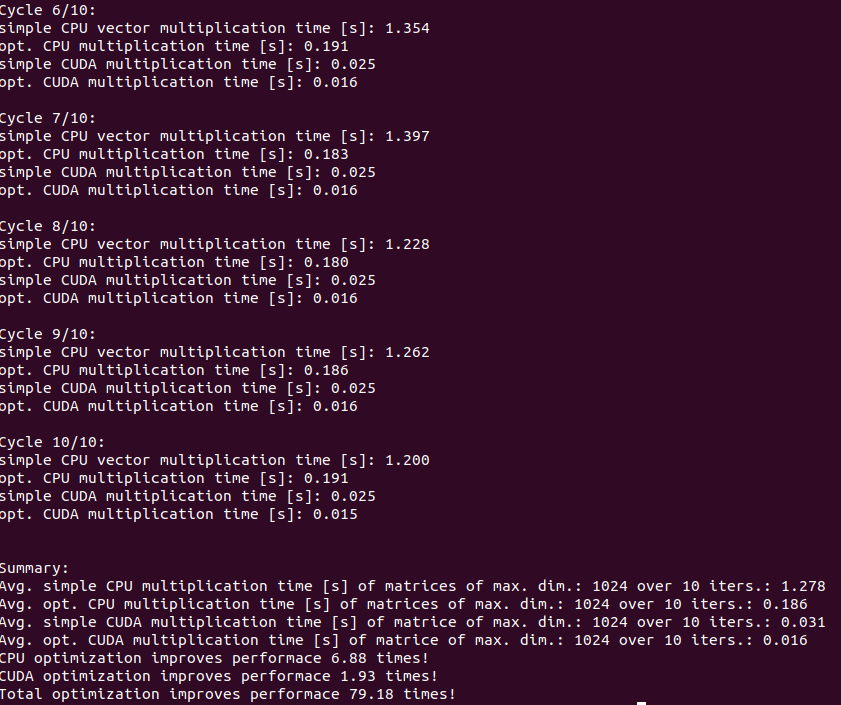 Cycle 6/10:
simple CPU vector multiplication time [s]: 1.354
opt. CPU multiplication time [s]: 0.191
simple CUDA multiplication time [s]: 0.025
opt. CUDA multiplication time [s]: 0.016

Cycle 7/10:
simple CPU vector multiplication time [s]: 1.397
opt. CPU multiplication time [s]: 0.183
simple CUDA multiplication time [s]: 0.025
opt. CUDA multiplication time [s]: 0.016

Cycle 8/10:
simple CPU vector multiplication time [s]: 1.228
opt. CPU multiplication time [s]: 0.180
simple CUDA multiplication time [s]: 0.025
opt. CUDA multiplication time [s]: 0.016

Cycle 9/10:
simple CPU vector multiplication time [s]: 1.262
opt. CPU multiplication time [s]: 0.186
simple CUDA multiplication time [s]: 0.025
opt. CUDA multiplication time [s]: 0.016

Cycle 10/10:
simple CPU vector multiplication time [s]: 1.200
opt. CPU multiplication time [s]: 0.191
simple CUDA multiplication time [s]: 0.025
opt. CUDA multiplication time [s]: 0.015

Summary:
Avg. simple CPU multiplication time [s] of matrices of max. dim.: 1024 over 10 iters.: 1.278
Avg. opt. CPU multiplication time [s] of matrices of max. dim.: 1024 over 10 iters.: 0.186
Avg. simple CUDA multiplication time [s] of matrice of max. dim.: 1024 over 10 iters.: 0.031
Avg. opt. CUDA multiplication time [s] of matrice of max. dim.: 1024 over 10 iters.: 0.016
CPU optimization improves performace 6.88 times!
CUDA optimization improves performace 1.93 times!
Total optimization improves performace 79.18 times!